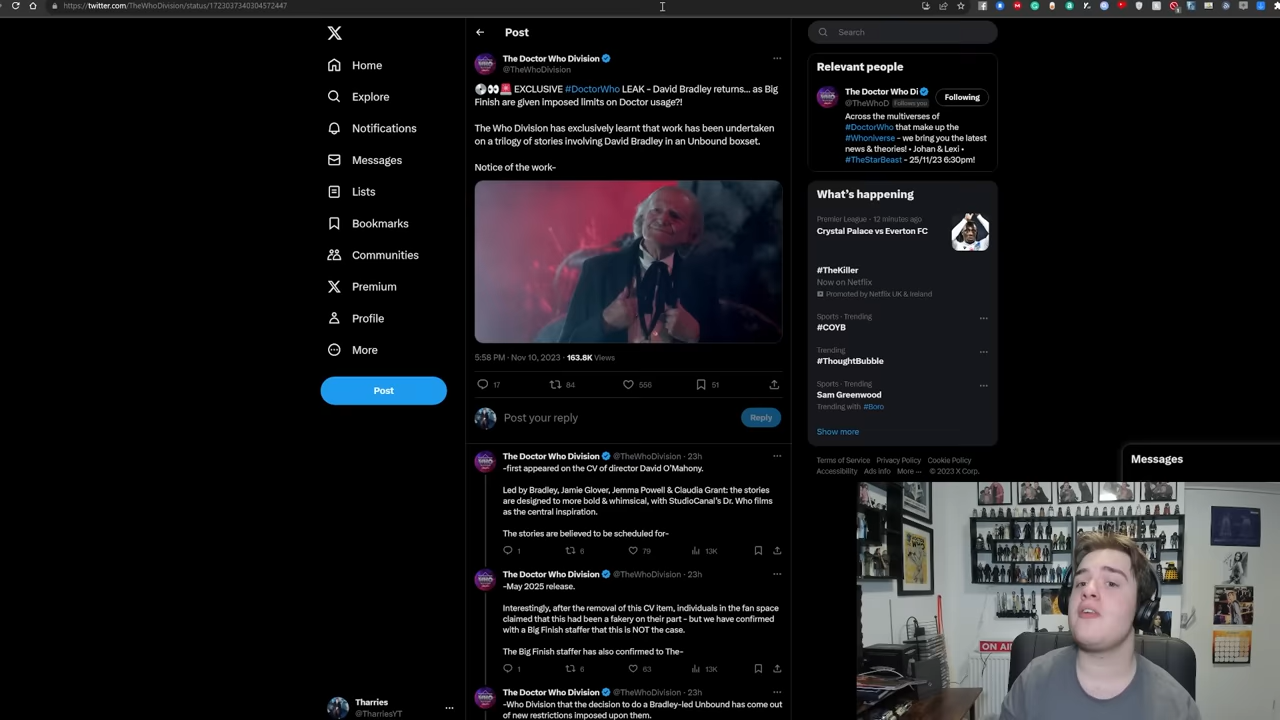 https://twitter.com/TheWhoDivision/status/1723037340304572447
Home
Explore
Notifications
Messages
Lists
Bookmarks
Communities
Premium
Profile
More
Post
Tharries
@TharriesYT
Post
The Doctor Who Division
@TheWhoDivision
EXCLUSIVE #DoctorWho LEAK - David Bradley returns... as Big
Finish are given imposed limits on Doctor usage?!
The Who Division has exclusively learnt that work has been undertaken
on a trilogy of stories involving David Bradley in an Unbound boxset.
Notice of the work-
5:58 PM · Nov 10, 2023 · 163.8K Views
17 84 556 51
Post your reply
Reply
The Doctor Who Division @TheWhoDivision · 23h
-first appeared on the CV of director David O'Mahony.
Led by Bradley, Jamie Glover, Jemma Powell & Claudia Grant: the stories
are designed to more bold & whimsical, with StudioCanal's Dr. Who films
as the central inspiration.
The stories are believed to be scheduled for-
1 6 79 13K
The Doctor Who Division @TheWhoDivision · 23h
-May 2025 release.
Interestingly, after the removal of this CV item, individuals in the fan space
claimed that this had been a fakery on their part - but we have confirmed
with a Big Finish staffer that this is NOT the case.
The Big Finish staffer has also confirmed to The-
1 6 63 13K
The Doctor Who Division @TheWhoDivision · 23h
-Who Division that the decision to do a Bradley-led Unbound has come out
of new restrictions imposed upon them.
Search
Relevant people
The Doctor Who Di
@TheWhoD Follows you
Following
Across the multiverses of
#DoctorWho that make up the
#Whoniverse - we bring you the latest
news & theories! • Johan & Lexi •
#TheStarBeast - 25/11/23 6:30pm!
What's happening
Premier League · 12 minutes ago
Crystal Palace vs Everton FC
#TheKiller
Now on Netflix
Promoted by Netflix UK & Ireland
Sports · Trending
#COYB
Trending
#ThoughtBubble
Sports · Trending
Sam Greenwood
Trending with #Boro
Show more
Terms of Service Privacy Policy Cookie Policy
Accessibility Ads info More ··· © 2023 X Corp.
Messages
ON AI